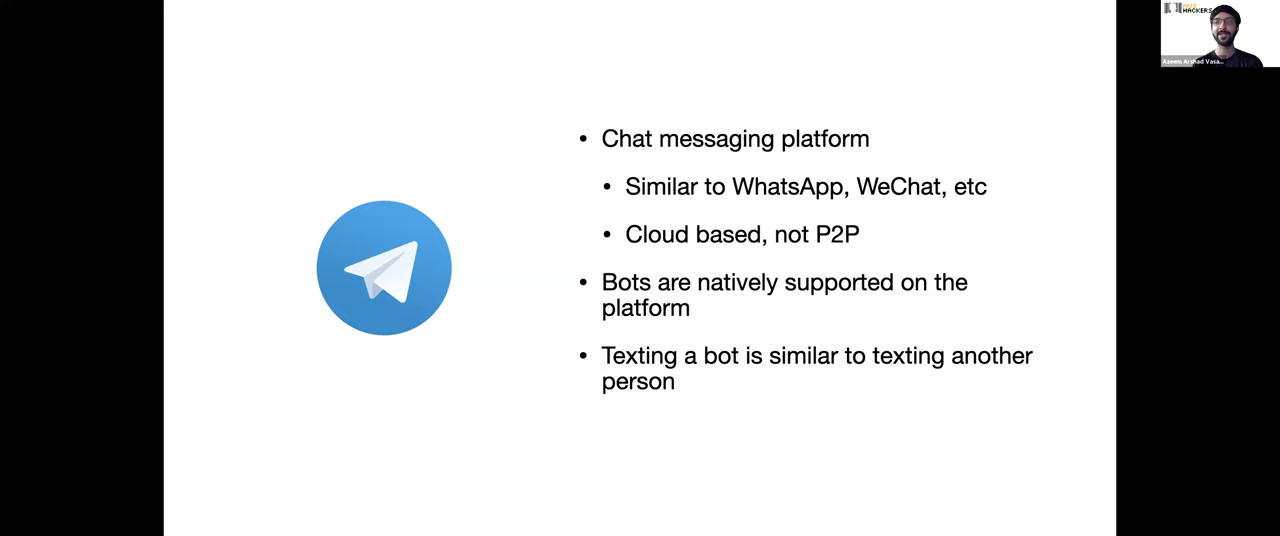 • Chat messaging platform
• Similar to WhatsApp, WeChat, etc
• Cloud based, not P2P
• Bots are natively supported on the
platform
• Texting a bot is similar to texting another
person
HACKERS
Azeem Arshad Vasa...